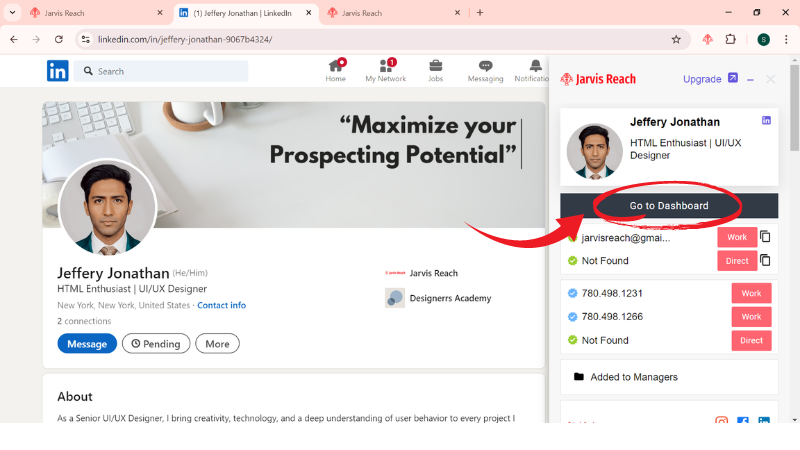 Jarvis Reach
(1) Jeffery Jonathan | LinkedIn
Jarvis Reach
linkedin.com/in/jeffery-jonathan-9067b4324/
S
in
Search
1
Home
My Network
Jobs
Messaging
Notificatio
“Maximize your
Prospecting Potential”
Jeffery Jonathan (He/Him)
HTML Enthusiast | UI/UX Designer
New York, New York, United States · Contact info
2 connections
Message
Pending
More
Jarvis Reach
Designerrs Academy
About
As a Senior UI/UX Designer, I bring creativity, technology, and a deep understanding of user behavior to every project I
Jarvis Reach
Upgrade
Jeffery Jonathan
in
HTML Enthusiast | UI/UX
Designer
Go to Dashboard
jarvisreach@gmai... Work
Not Found Direct
780.498.1231 Work
780.498.1266 Work
Not Found Direct
Added to Managers